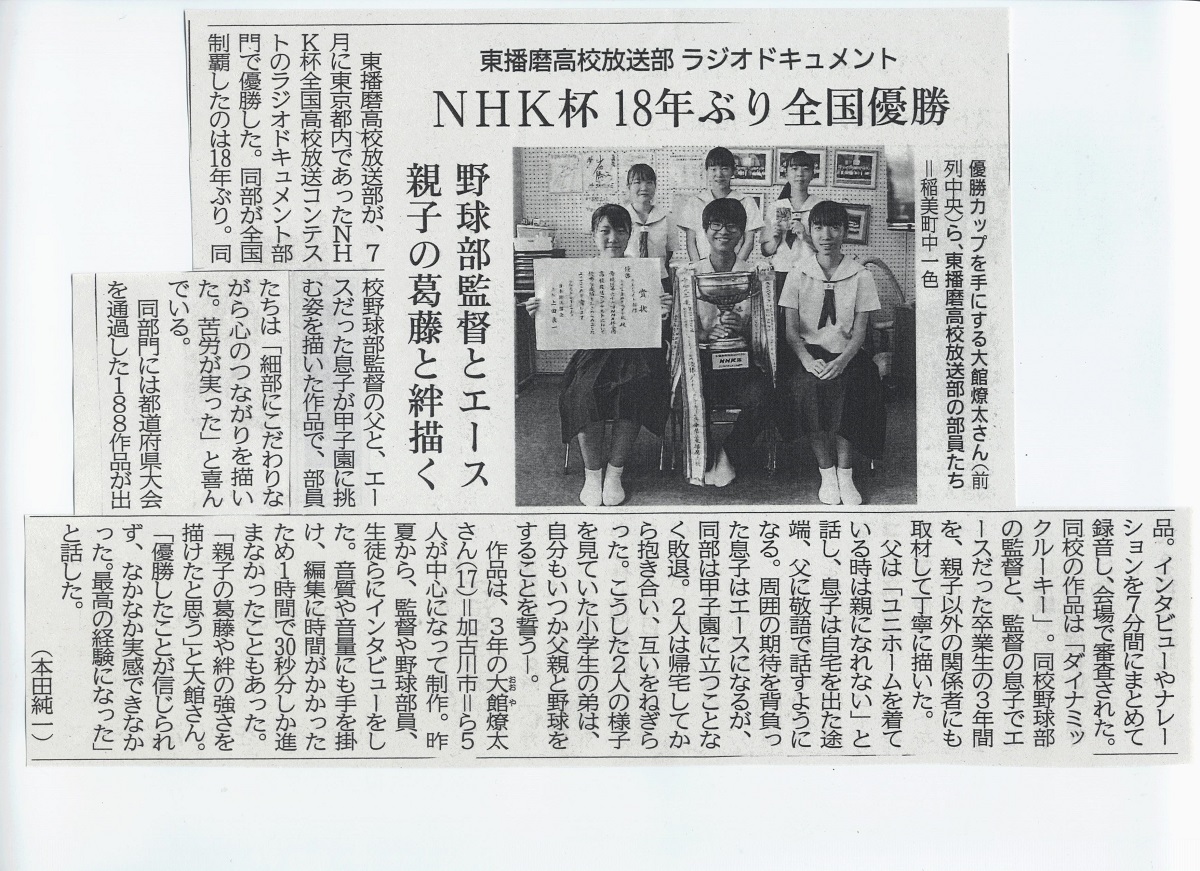 東播磨高校放送部 ラジオドキュメント
NHK杯 18年ぶり全国優勝
野球部監督とエース
親子の葛藤と絆描く
優勝カップを手にする大館燎太さん(前
列中央)ら、東播磨高校放送部の部員たち
=稲美町中一色
賞状
NHK杯
東播磨高校放送部が、7
月に東京都内であったNH
K杯全国高校放送コンテス
トのラジオドキュメント部
門で優勝した。同部が全国
制覇したのは18年ぶり。同
校野球部監督の父と、エー
スだった息子が甲子園に挑
む姿を描いた作品で、部員
たちは「細部にこだわりな
がら心のつながりを描い
た。苦労が実った」と喜ん
でいる。
同部門には都道府県大会
を通過した188作品が出
品。インタビューやナレー
ションを7分間にまとめて
録音し、会場で審査された。
同校の作品は「ダイナミッ
クルーキー」。同校野球部
の監督と、監督の息子でエ
ースだった卒業生の3年間
を、親子以外の関係者にも
取材して丁寧に描いた。
父は「ユニホームを着て
いる時は親になれない」と
話し、息子は自宅を出た途
端、父に敬語で話すように
なる。周囲の期待を背負っ
た息子はエースになるが、
同部は甲子園に立つことな
く敗退。2人は帰宅してか
ら抱き合い、互いをねぎら
った。こうした2人の様子
を見ていた小学生の弟は、
自分もいつか父親と野球を
することを誓う―。
作品は、3年の大館燎太
おおや
さん(17)=加古川市=ら5
人が中心になって制作。昨
夏から、監督や野球部員、
生徒らにインタビューをし
た。音質や音量にも手を掛
け、編集に時間がかかった
ため1時間で30秒分しか進
まなかったこともあった。
「親子の葛藤や絆の強さを
描けたと思う」と大館さん。
「優勝したことが信じられ
ず、なかなか実感できなか
った。最高の経験になった」
と話した。
(本田純一)